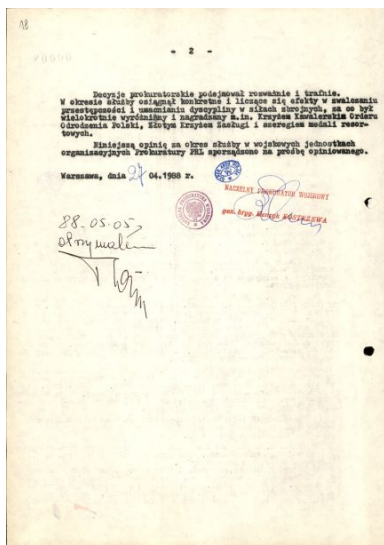 18
- 2 -
Decyzje prokuratorskie podejmował rozważnie i trafnie.
W okresie służby osiągnął konkretne i liczące się efekty w zwalczaniu
przestępczości i umacnianiu dyscypliny w siłach zbrojnych, za co był
wielokrotnie wyróżniany i nagradzany m.in. Krzyżem Kawalerskim Orderu
Odrodzenia Polski, Złotym Krzyżem Zasługi i szeregiem medali resor-
towych.
Niniejszą opinię za okres służby w wojskowych jednostkach
organizacyjnych Prokuratury PRL sporządzono na prośbę opiniowanego.
Warszawa, dnia 27 04.1988 r.
NACZELNY PROKURATOR WOJSKOWY
gen. bryg. Henryk KOSTRZEWA
88.05.05,
otrzymałem